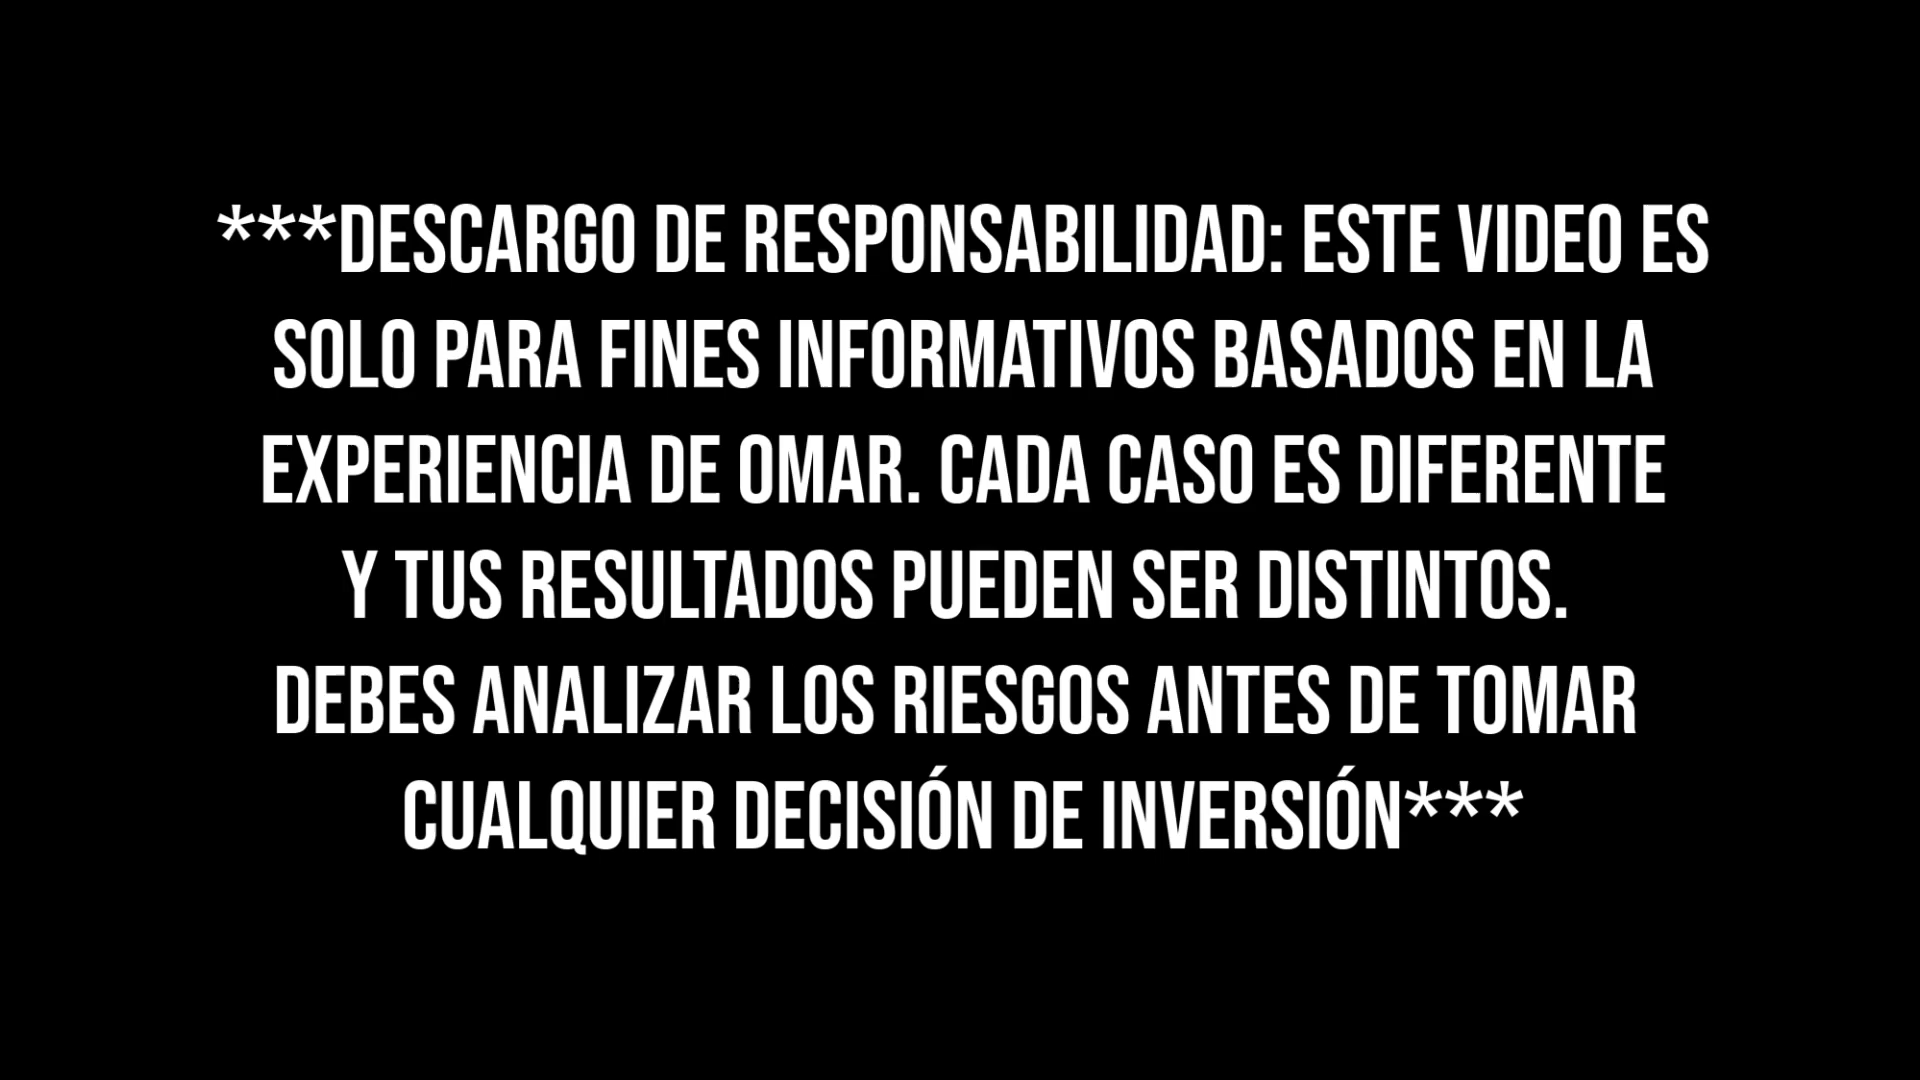 ***DESCARGO DE RESPONSABILIDAD: ESTE VIDEO ES
SOLO PARA FINES INFORMATIVOS BASADOS EN LA
EXPERIENCIA DE OMAR. CADA CASO ES DIFERENTE
Y TUS RESULTADOS PUEDEN SER DISTINTOS.
DEBES ANALIZAR LOS RIESGOS ANTES DE TOMAR
CUALQUIER DECISIÓN DE INVERSIÓN***